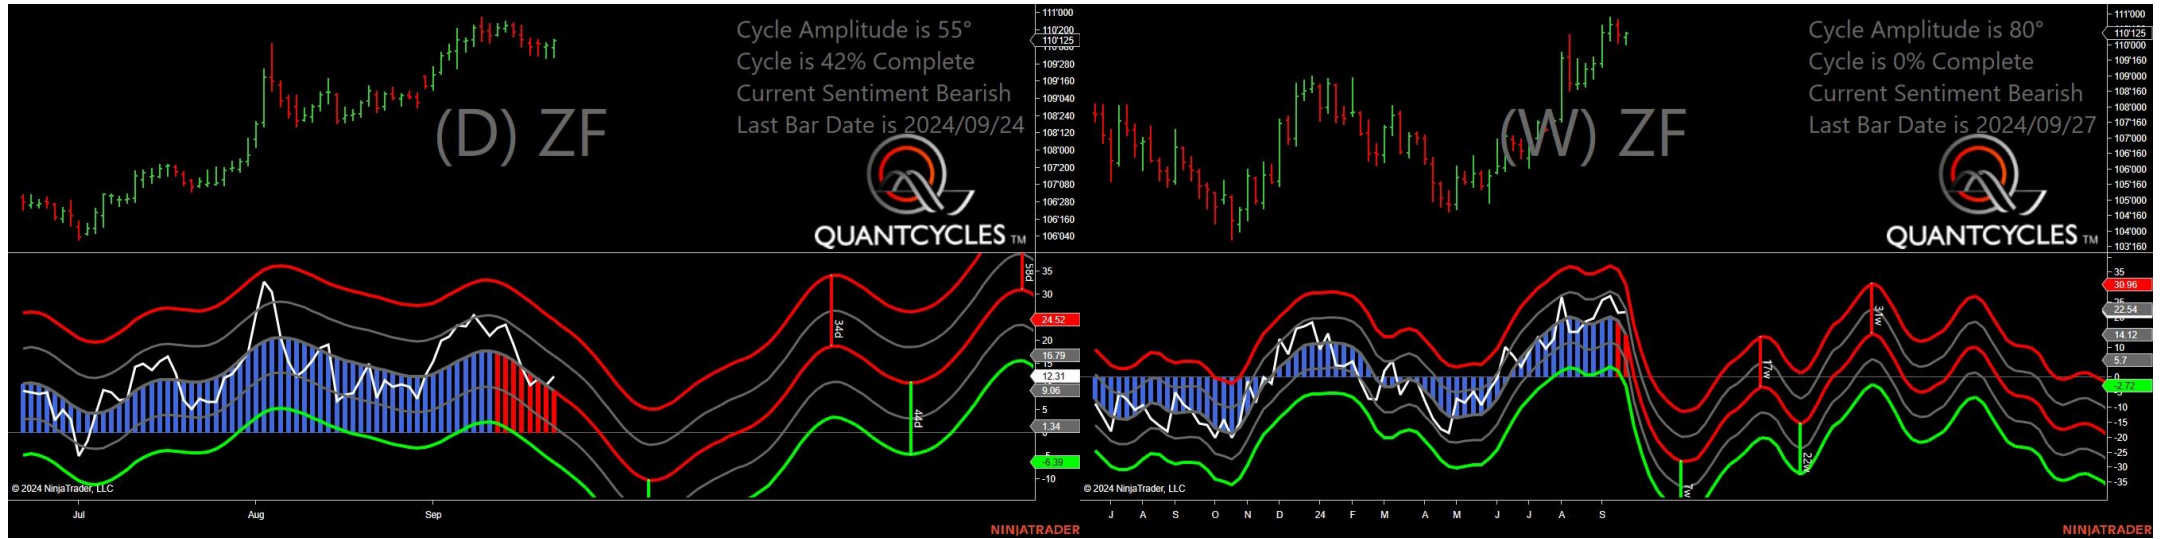 Cycle Amplitude is 55°
Cycle is 42% Complete
Current Sentiment Bearish
Last Bar Date is 2024/09/24
(D) ZF
QUANTCYCLES TM
111'000
110'200
110'125
109'280
109'160
109'040
108'240
108'120
108'000
107'200
107'080
106'280
106'160
106'040
58d
34d
44d
35
30
24.52
20
16.79
12.31
9.06
5
1.34
-6.39
-10
© 2024 NinjaTrader, LLC
Jul
Aug
Sep
NINJATRADER
Cycle Amplitude is 80°
Cycle is 0% Complete
Current Sentiment Bearish
Last Bar Date is 2024/09/27
(W) ZF
QUANTCYCLES TM
111'000
110'125
110'000
109'160
109'000
108'160
108'000
107'160
107'000
106'160
106'000
105'160
105'000
104'160
104'000
103'160
31w
17w
22w
7w
35
30.96
22.54
14.12
10
5.7
0
-2.72
-10
-15
-20
-25
-30
-35
© 2024 NinjaTrader, LLC
J A S O N D 24 F M A M J J A S
NINJATRADER